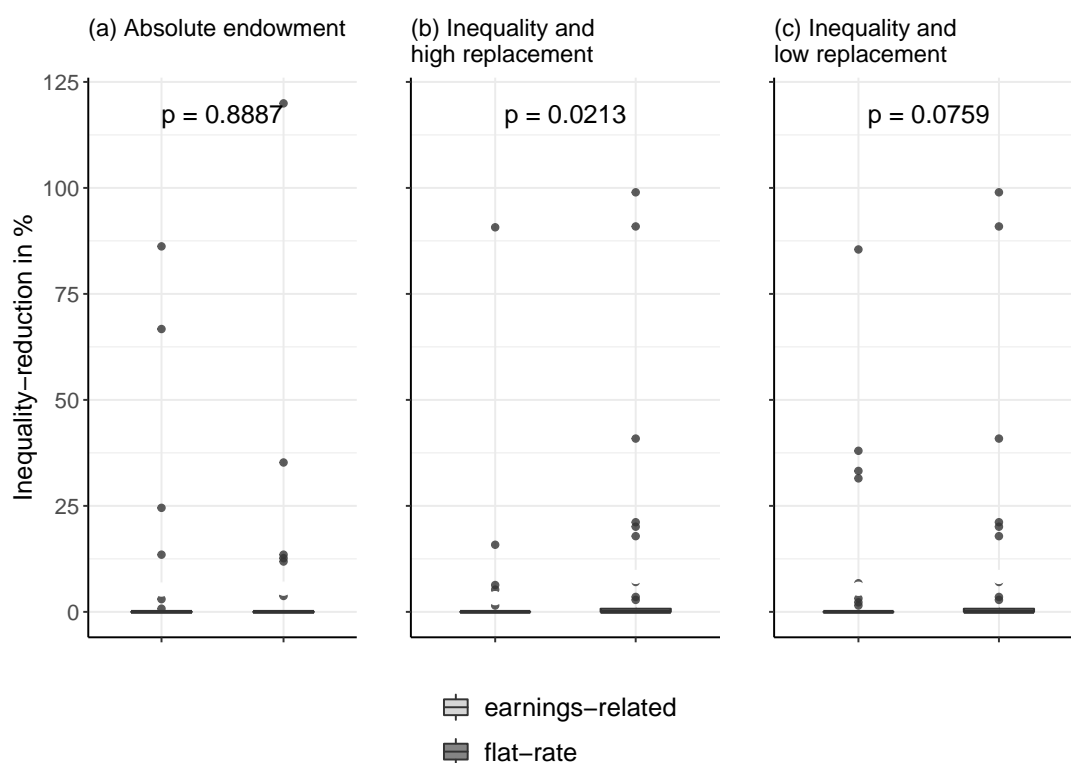 (a) Absolute endowment
(b) Inequality and
high replacement
(c) Inequality and
low replacement
p = 0.8887
p = 0.0213
p = 0.0759
125
100
75
50
25
0
Inequality−reduction in %
earnings−related
flat−rate